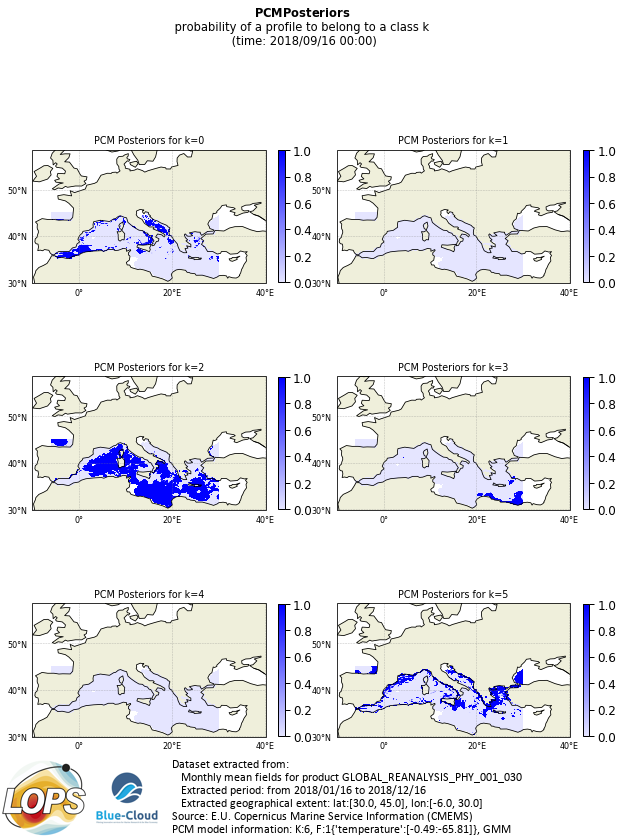 PCMPosteriors
probability of a profile to belong to a class k
(time: 2018/09/16 00:00)
PCM Posteriors for k=0
50°N
40°N
30°N
0°
20°E
40°E
1.0
0.8
0.6
0.4
0.2
0.0
PCM Posteriors for k=1
50°N
40°N
30°N
0°
20°E
40°E
1.0
0.8
0.6
0.4
0.2
0.0
PCM Posteriors for k=2
50°N
40°N
30°N
0°
20°E
40°E
1.0
0.8
0.6
0.4
0.2
0.0
PCM Posteriors for k=3
50°N
40°N
30°N
0°
20°E
40°E
1.0
0.8
0.6
0.4
0.2
0.0
PCM Posteriors for k=4
50°N
40°N
30°N
0°
20°E
40°E
1.0
0.8
0.6
0.4
0.2
0.0
PCM Posteriors for k=5
50°N
40°N
30°N
0°
20°E
40°E
1.0
0.8
0.6
0.4
0.2
0.0
LOPS
Blue-Cloud
Dataset extracted from:
Monthly mean fields for product GLOBAL_REANALYSIS_PHY_001_030
Extracted period: from 2018/01/16 to 2018/12/16
Extracted geographical extent: lat:[30.0, 45.0], lon:[-6.0, 30.0]
Source: E.U. Copernicus Marine Service Information (CMEMS)
PCM model information: K:6, F:1{'temperature':[-0.49:-65.81]}, GMM